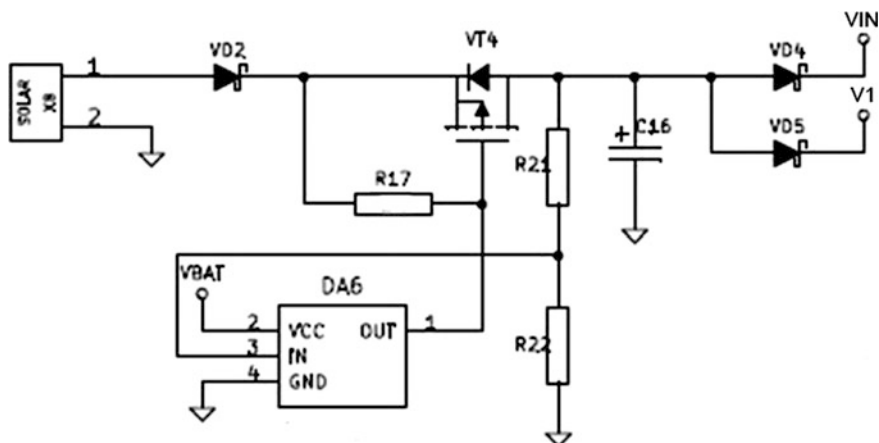 VIN
VD2
VT4
VD4
1
SOLAR
X8
2
V1
C16
VD5
R21
R17
VBAT
DA6
2
VCC
OUT
1
3
IN
4
GND
R22
+